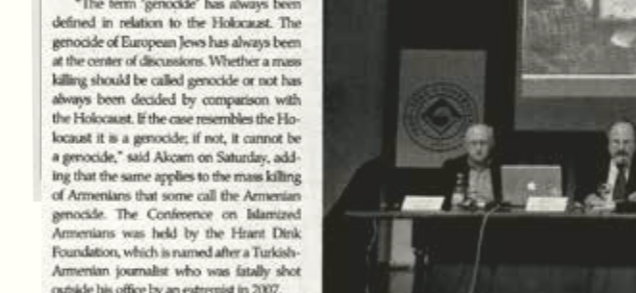 "The term "genocide" has always been
defined in relation to the Holocaust. The
genocide of European Jews has always been
at the center of discussions. Whether a mass
killing should be called genocide or not has
always been decided by comparison with
the Holocaust. If the case resembles the Ho-
locaust it is a genocide; if not, it cannot be
a genocide," said Akçam on Saturday, add-
ing that the same applies to the mass killing
of Armenians that some call the Armenian
genocide. The Conference on Islamized
Armenians was held by the Hrant Dink
Foundation, which is named after a Turkish-
Armenian journalist who was fatally shot
outside his office by an extremist in 2007.